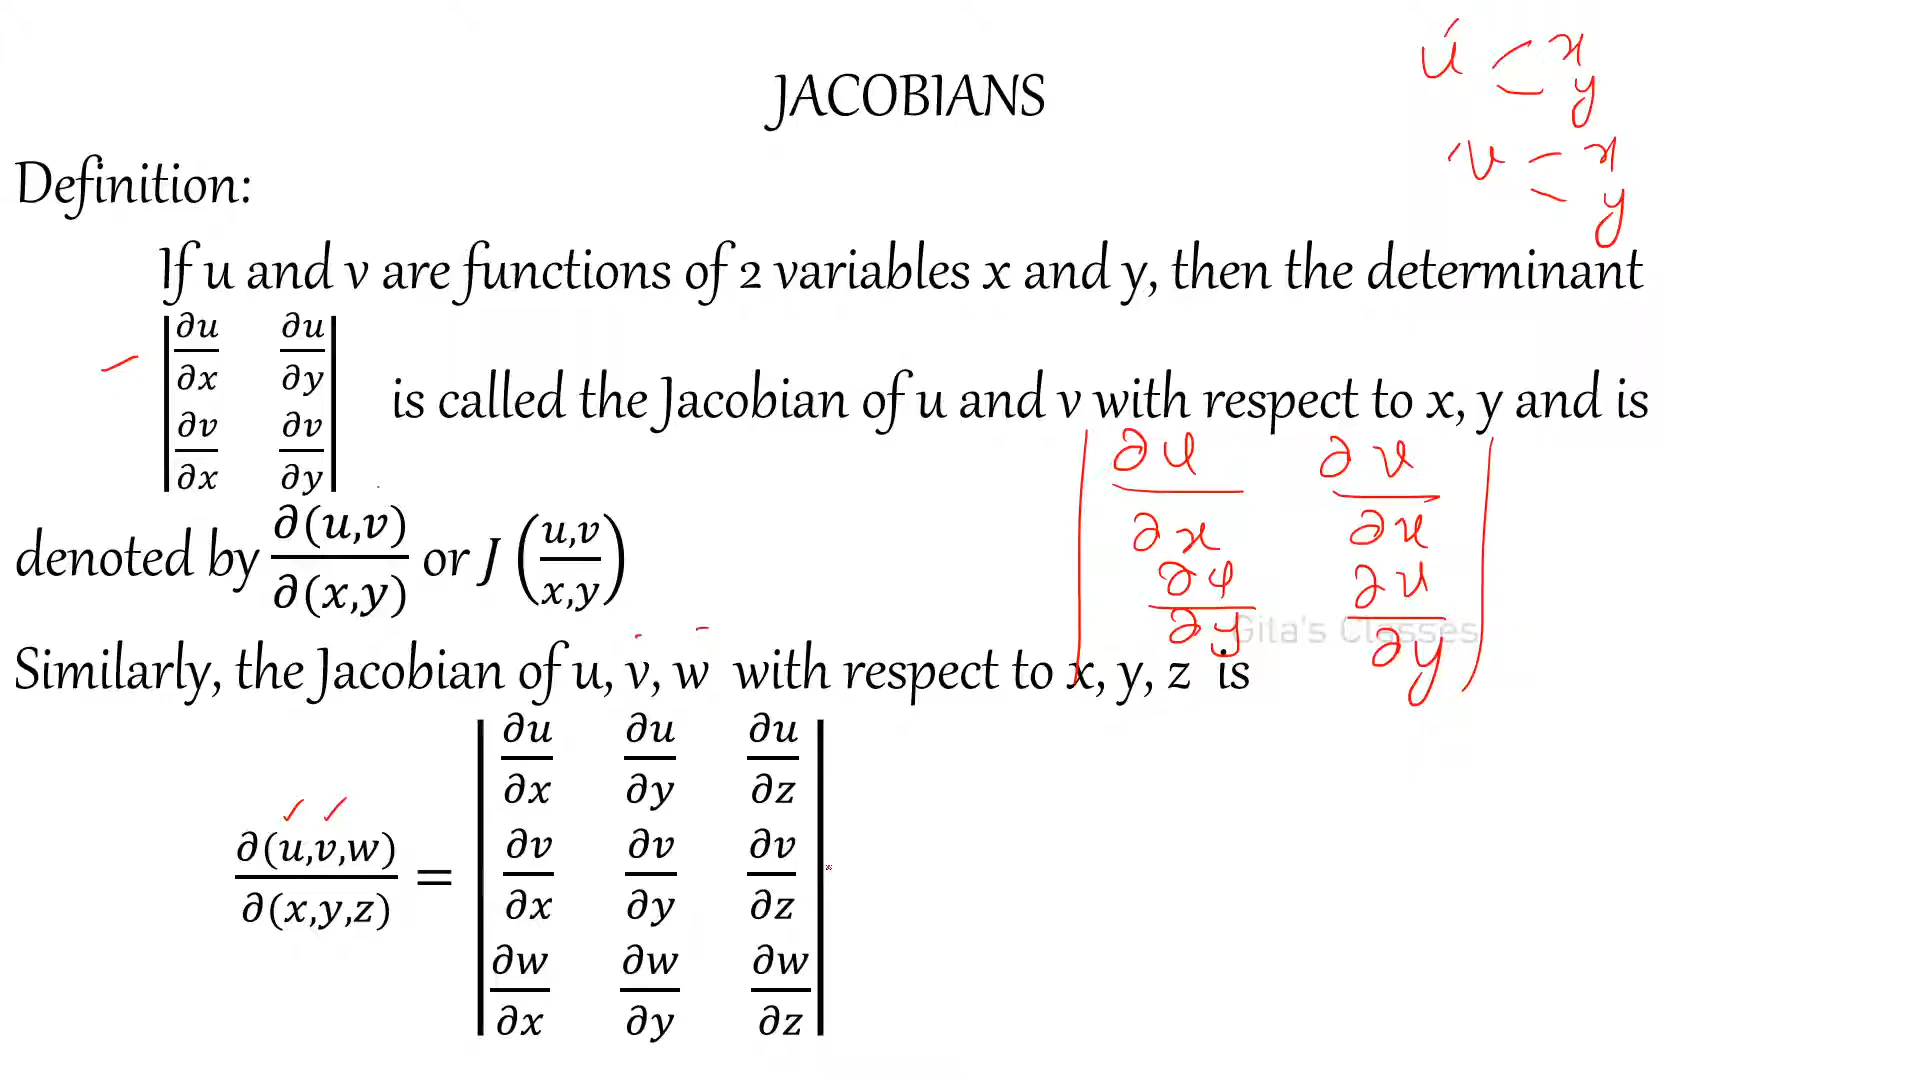 JACOBIANS
u x
y
v x
y
Definition:
If u and v are functions of 2 variables x and y, then the determinant
|∂u/∂x ∂u/∂y|
|∂v/∂x ∂v/∂y|
is called the Jacobian of u and v with respect to x, y and is
denoted by ∂(u,v)/∂(x,y) or J (u,v/x,y)
|∂u/∂x ∂v/∂x|
|∂u/∂y ∂u/∂y|
Gita's Classes
Similarly, the Jacobian of u, v, w with respect to x, y, z is
∂(u,v,w)/∂(x,y,z) =
|∂u/∂x ∂u/∂y ∂u/∂z|
|∂v/∂x ∂v/∂y ∂v/∂z|
|∂w/∂x ∂w/∂y ∂w/∂z|